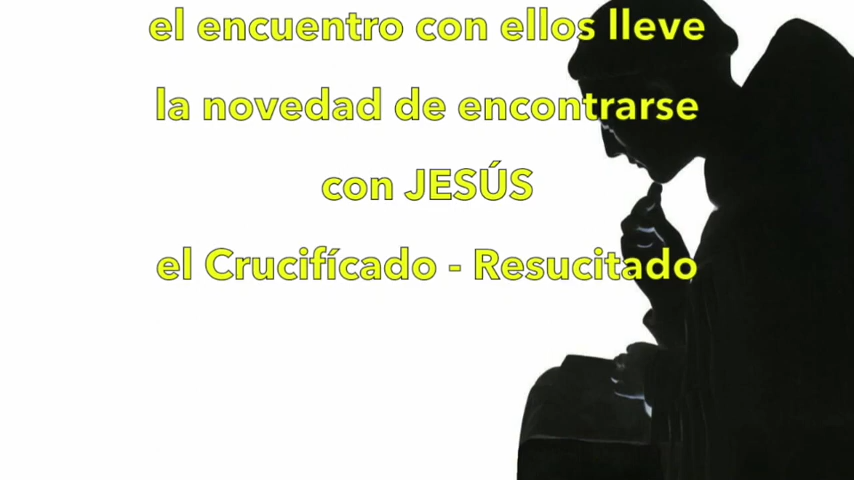 el encuentro con ellos lleve
la novedad de encontrarse
con JESÚS
el Crucifícado - Resucitado